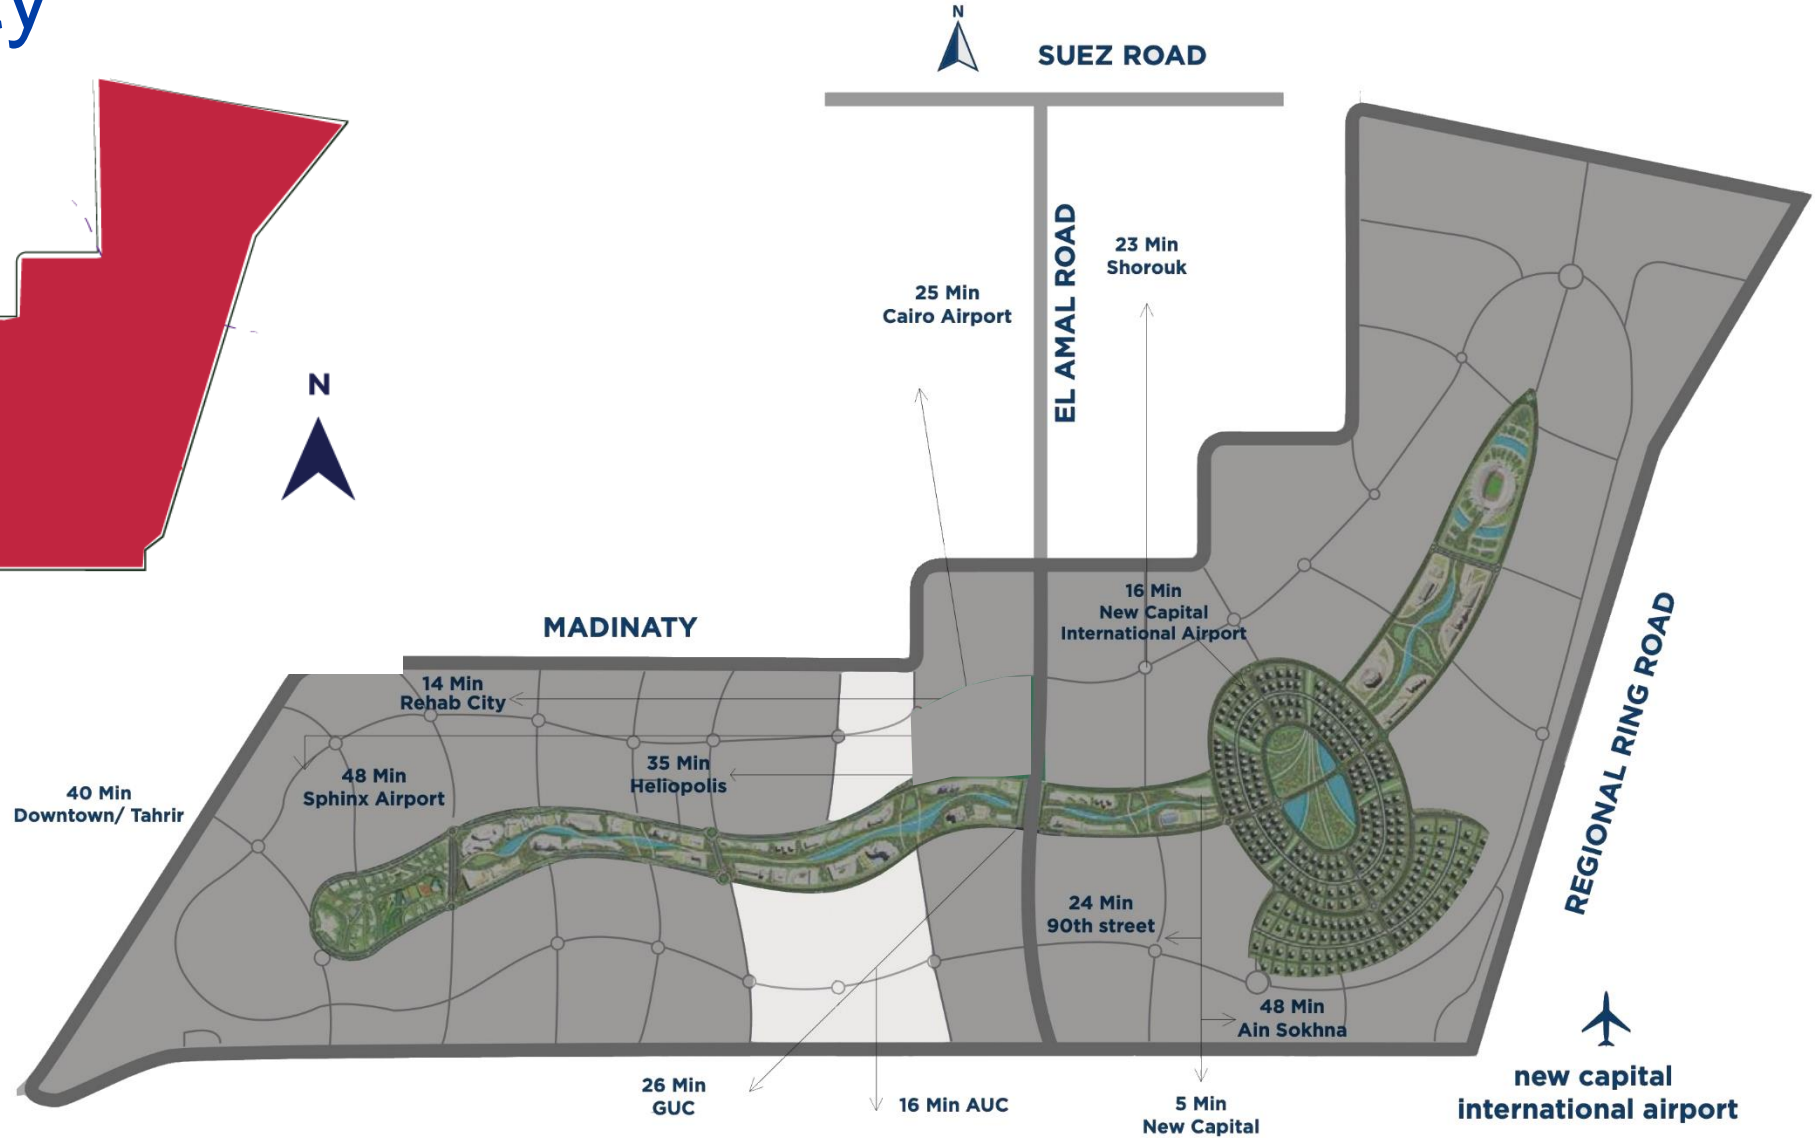 N
SUEZ ROAD
EL AMAL ROAD
23 Min
Shorouk
25 Min
Cairo Airport
N
16 Min
New Capital
International Airport
MADINATY
14 Min
Rehab City
35 Min
Heliopolis
48 Min
Sphinx Airport
40 Min
Downtown/ Tahrir
REGIONAL RING ROAD
24 Min
90th street
48 Min
Ain Sokhna
26 Min
GUC
16 Min AUC
5 Min
New Capital
new capital
international airport